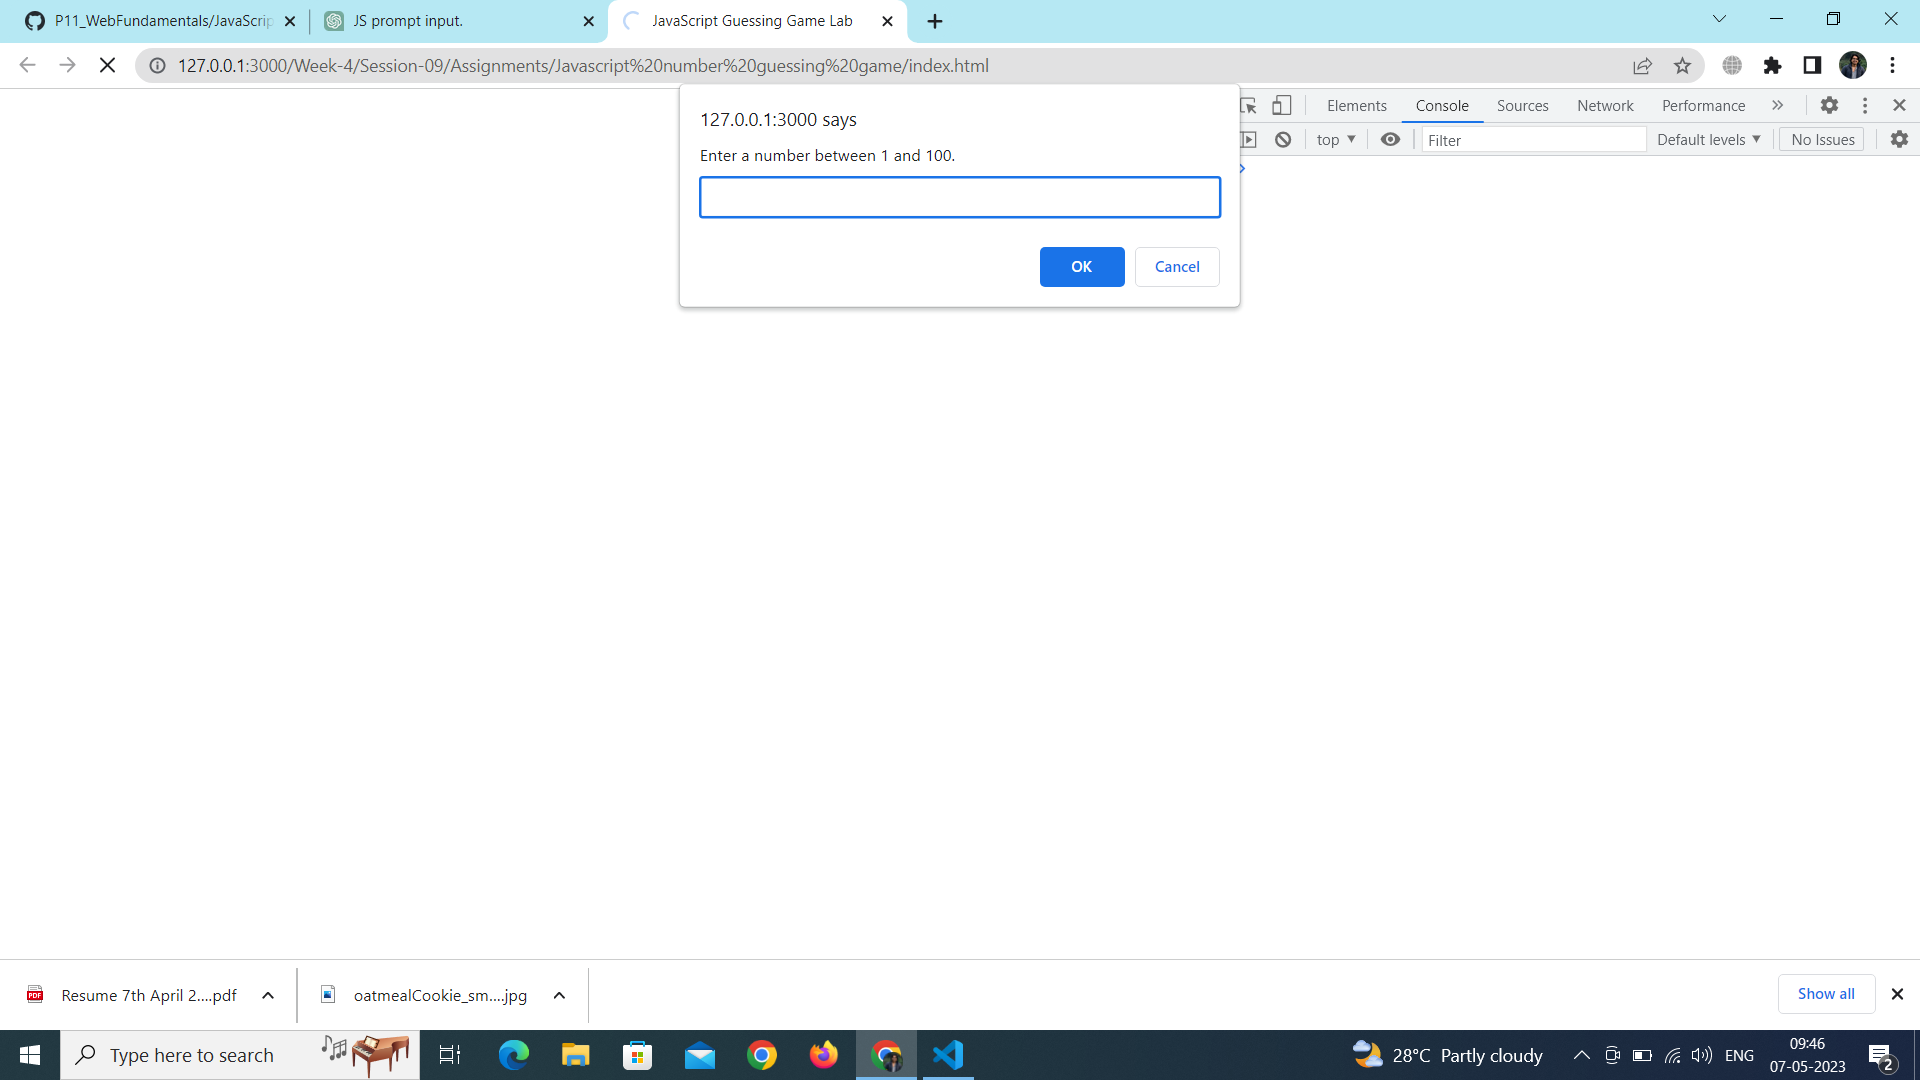 P11_WebFundamentals/JavaScrip
JS prompt input.
JavaScript Guessing Game Lab
127.0.0.1:3000/Week-4/Session-09/Assignments/Javascript%20number%20guessing%20game/index.html
127.0.0.1:3000 says
Enter a number between 1 and 100.
OK
Cancel
Elements
Console
Sources
Network
Performance
top
Filter
Default levels
No Issues
PDF
Resume 7th April 2....pdf
oatmealCookie_sm....jpg
Show all
Type here to search
28°C Partly cloudy
ENG
09:46
07-05-2023
2